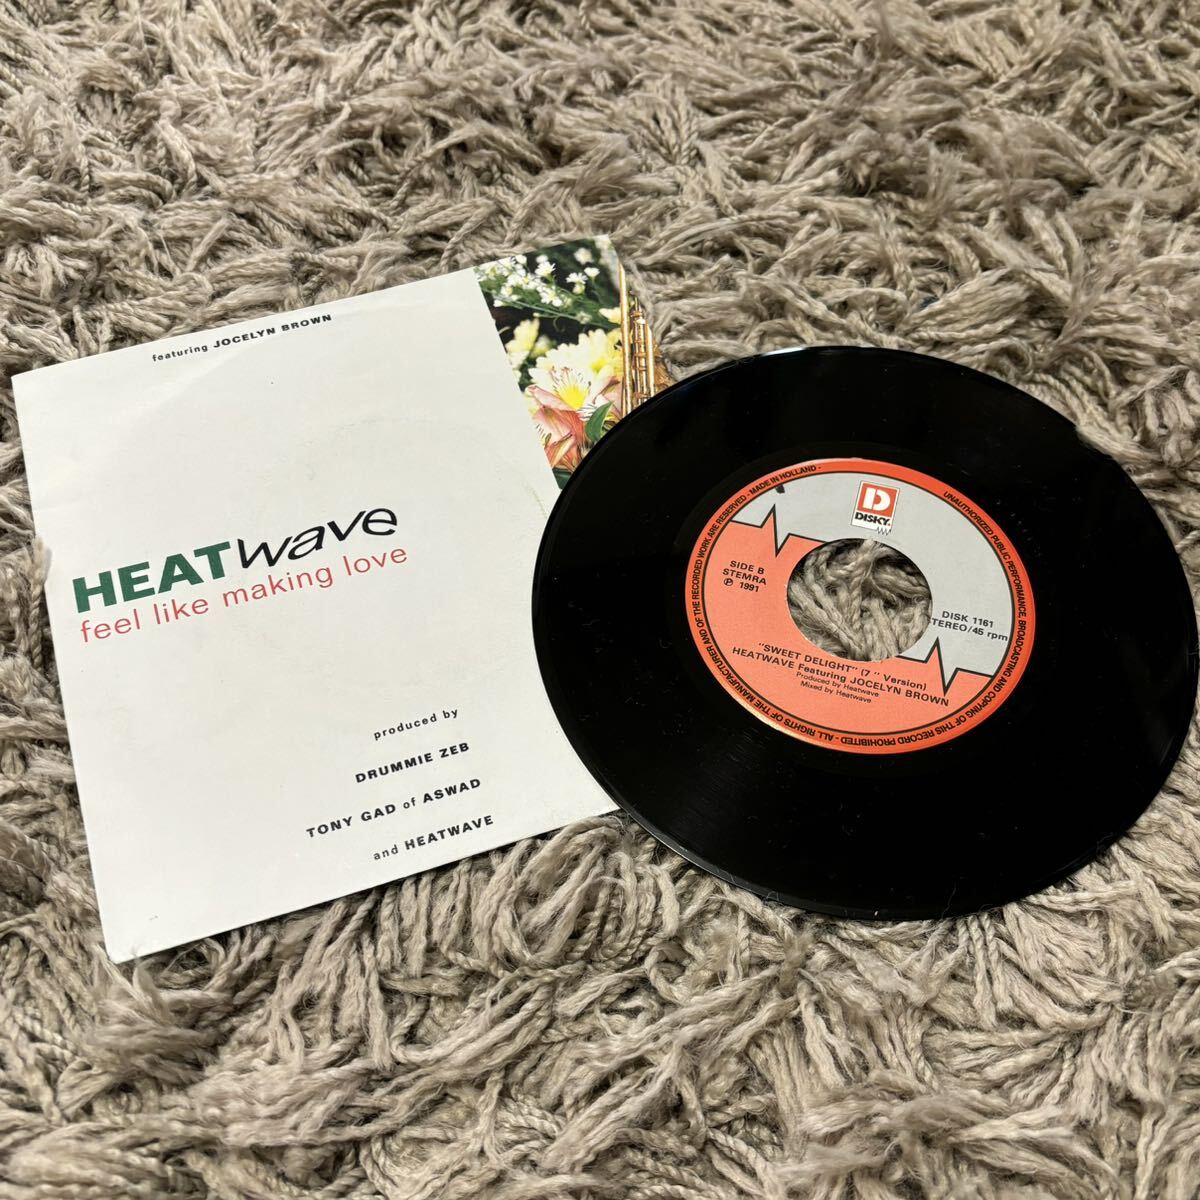 featuring JOCELYN BROWN
HEATwave
feel like making love
produced by
DRUMMIE ZEB
TONY GAD of ASWAD
and HEATWAVE
D
DISKY.
SIDE B
STEMRA
℗ 1991
DISK 1161
STEREO/45 rpm
"SWEET DELIGHT" (7" Version)
HEATWAVE Featuring JOCELYN BROWN
Produced by Heatwave
Mixed by Heatwave
ALL RIGHTS OF THE MANUFACTURER AND OF THE RECORDED WORK ARE RESERVED - MADE IN HOLLAND - UNAUTHORIZED PUBLIC PERFORMANCE BROADCASTING AND COPYING OF THIS RECORD PROHIBITED -